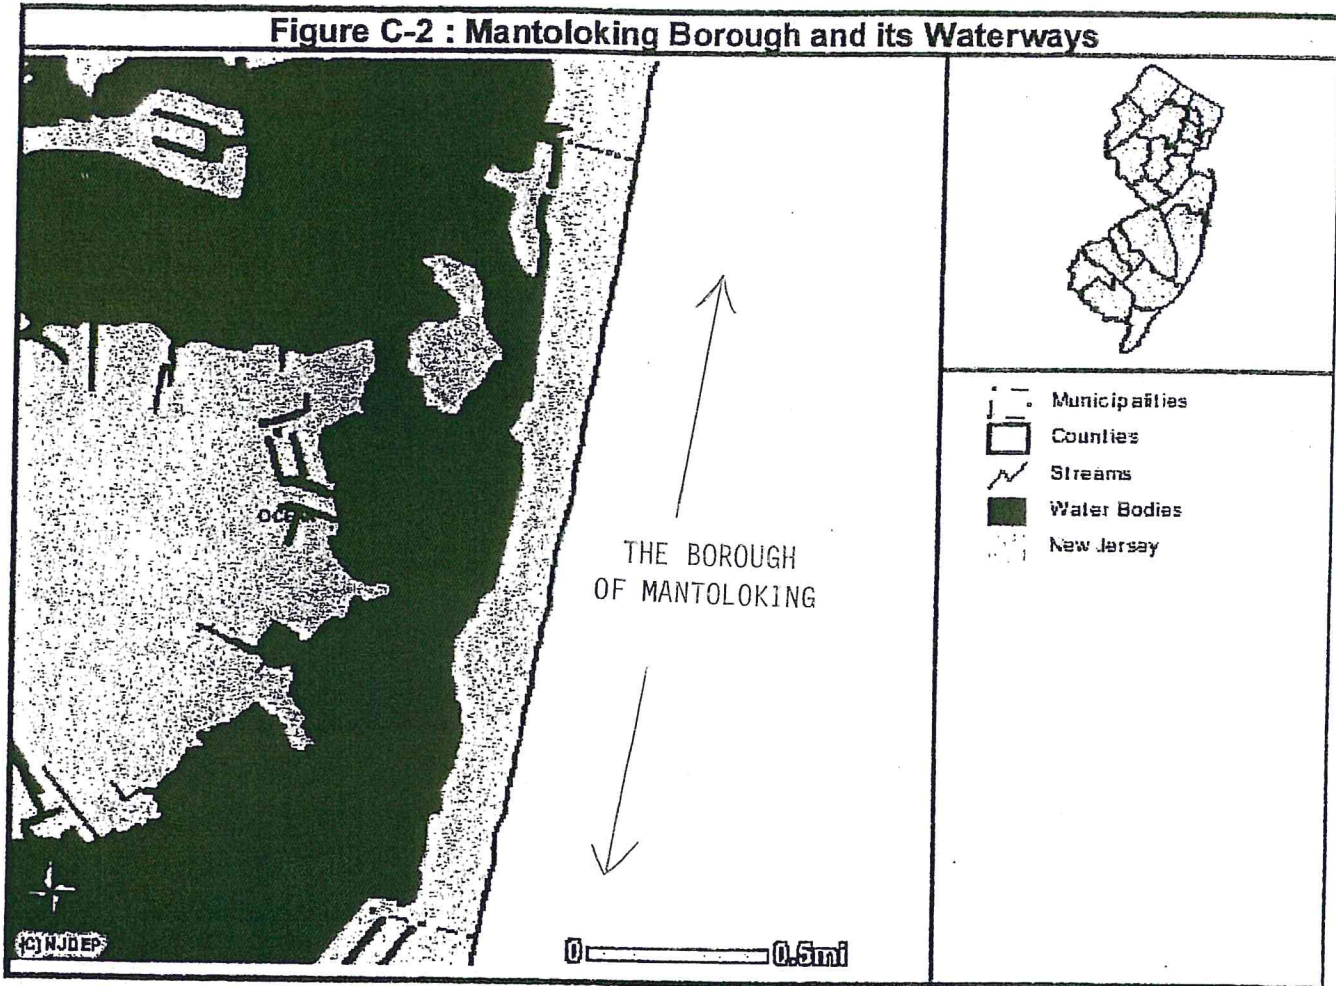 Figure C-2 : Mantoloking Borough and its Waterways
THE BOROUGH
OF MANTOLOKING
(C) NJDEP
0 0.5mi
Municipalities
Counties
Streams
Water Bodies
New Jersey